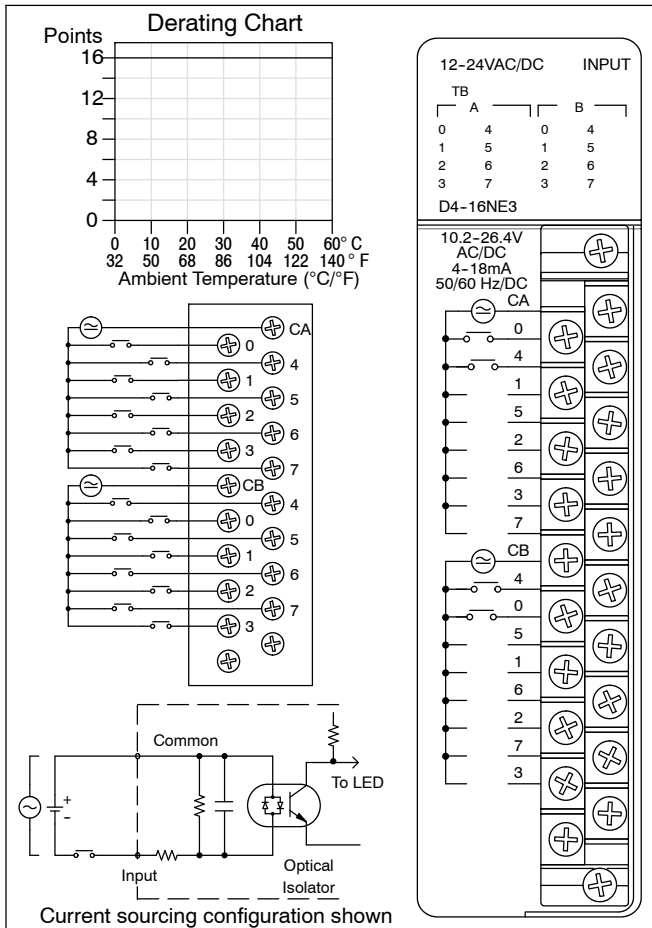 Derating Chart
Points
16
12
8
4
0
0 10 20 30 40 50 60° C
32 50 68 86 104 122 140 ° F
Ambient Temperature (°C/°F)
CA
0
4
1
5
2
6
3
7
CB
4
0
5
1
6
2
7
3
Common
+
-
To LED
Input
Optical
Isolator
Current sourcing configuration shown
12-24VAC/DC INPUT
TB
A B
0 4 0 4
1 5 1 5
2 6 2 6
3 7 3 7
D4-16NE3
10.2-26.4V
AC/DC
4-18mA
50/60 Hz/DC
CA
0
4
1
5
2
6
3
7
CB
4
0
5
1
6
2
7
3